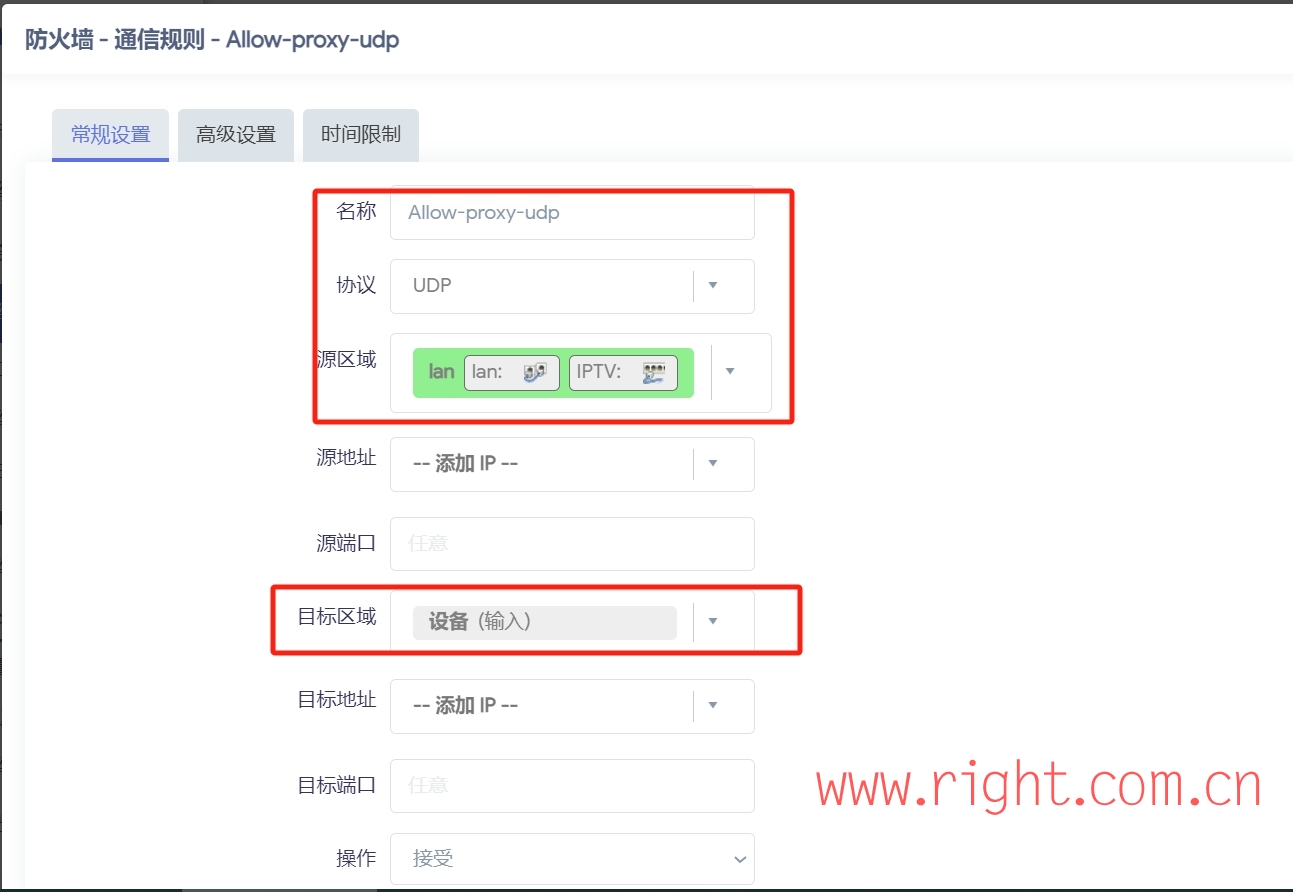 防火墙 - 通信规则 - Allow-proxy-udp
常规设置 高级设置 时间限制
名称 Allow-proxy-udp
协议 UDP
源区域 lan lan: IPTV:
源地址 -- 添加 IP --
源端口 任意
目标区域 设备 (输入)
目标地址 -- 添加 IP --
目标端口 任意
www.right.com.cn
操作 接受